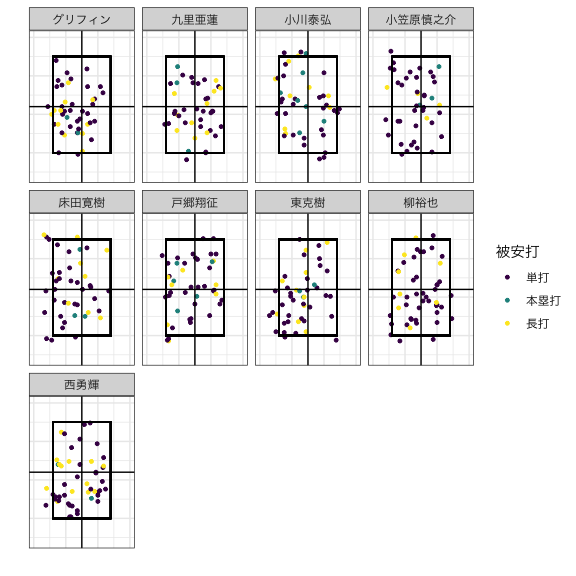 グリフィン
九里亜蓮
小川泰弘
小笠原慎之介
床田寛樹
戸郷翔征
東克樹
柳裕也
西勇輝
被安打
単打
本塁打
長打